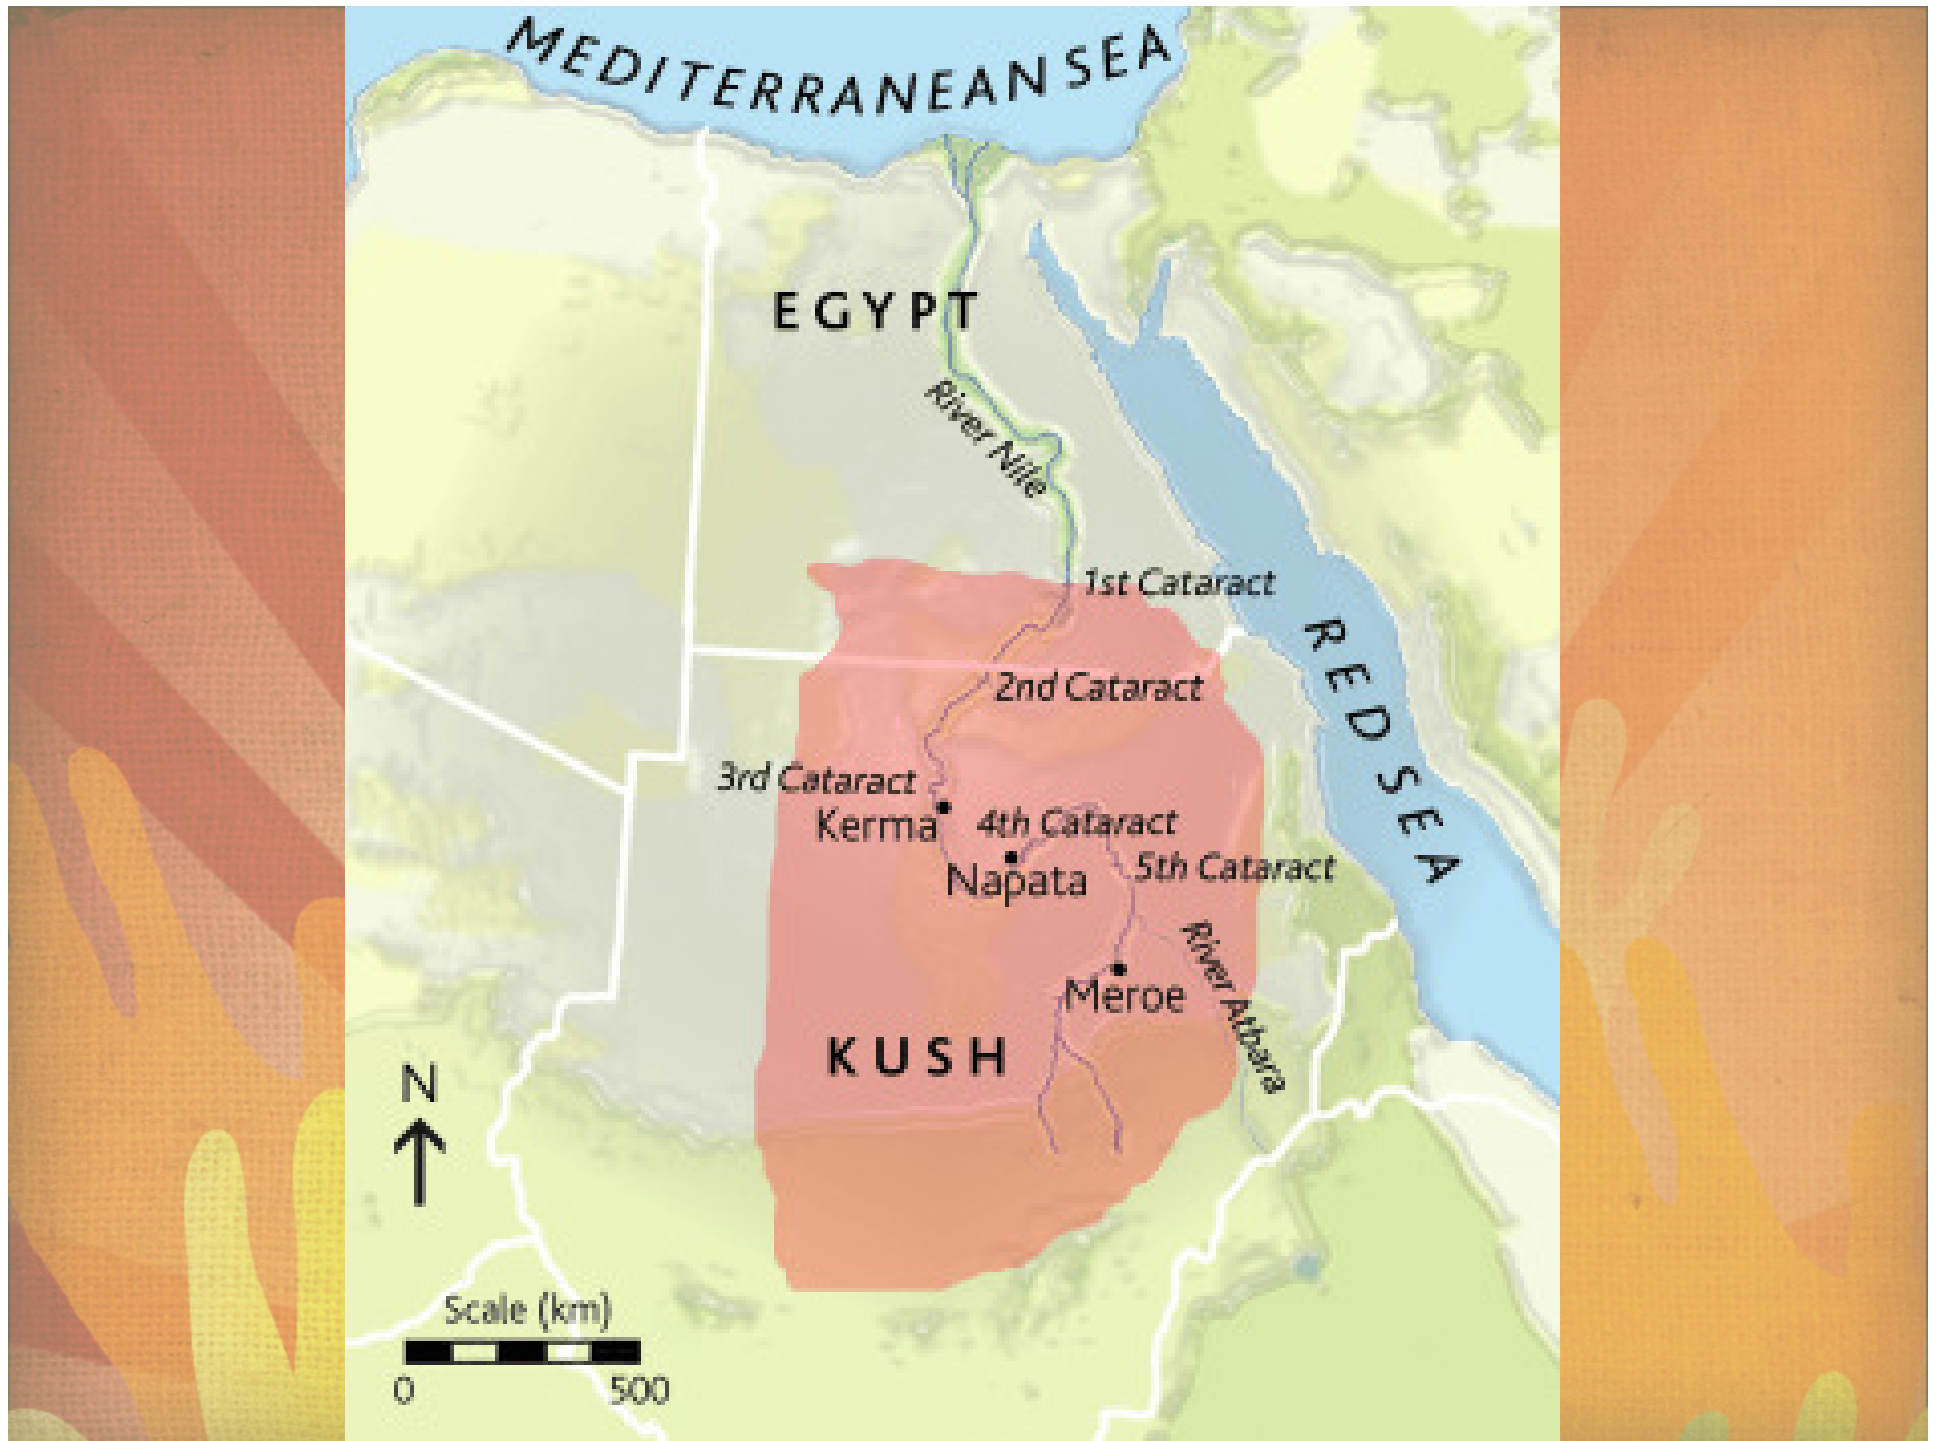 MEDITERRANEAN SEA
EGYPT
River Nile
1st Cataract
RED SEA
2nd Cataract
3rd Cataract
Kerma
4th Cataract
5th Cataract
Napata
River Atbara
Meroe
KUSH
N
Scale (km)
0 500